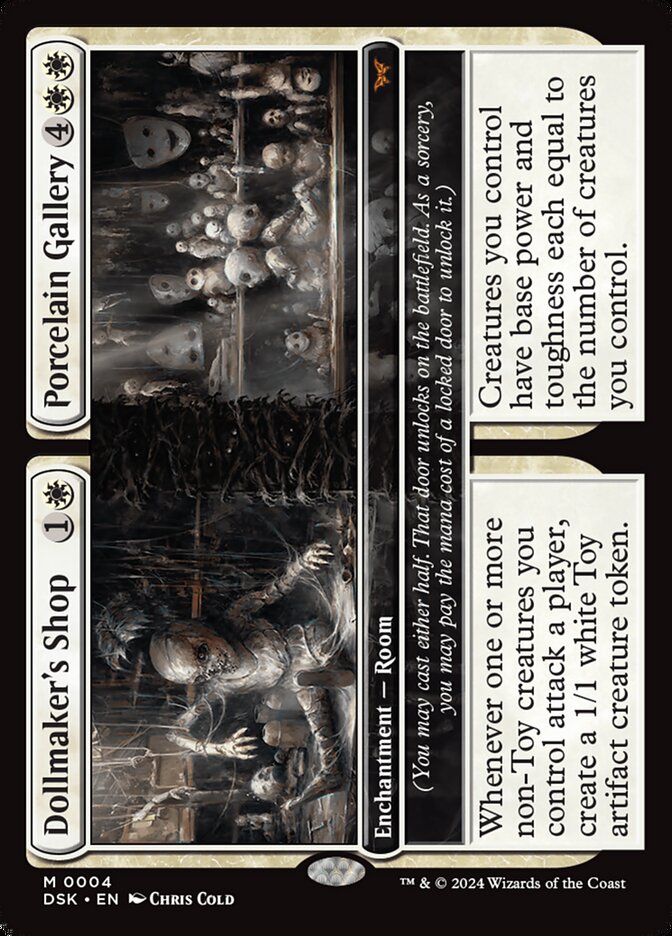 Dollmaker's Shop 1
Whenever one or more
non-Toy creatures you
control attack a player,
create a 1/1 white Toy
artifact creature token.
Porcelain Gallery 4
Creatures you control
have base power and
toughness each equal to
the number of creatures
you control.
Enchantment — Room
(You may cast either half. That door unlocks on the battlefield. As a sorcery,
you may pay the mana cost of a locked door to unlock it.)
M 0004
DSK • EN Chris Cold
™ & © 2024 Wizards of the Coast